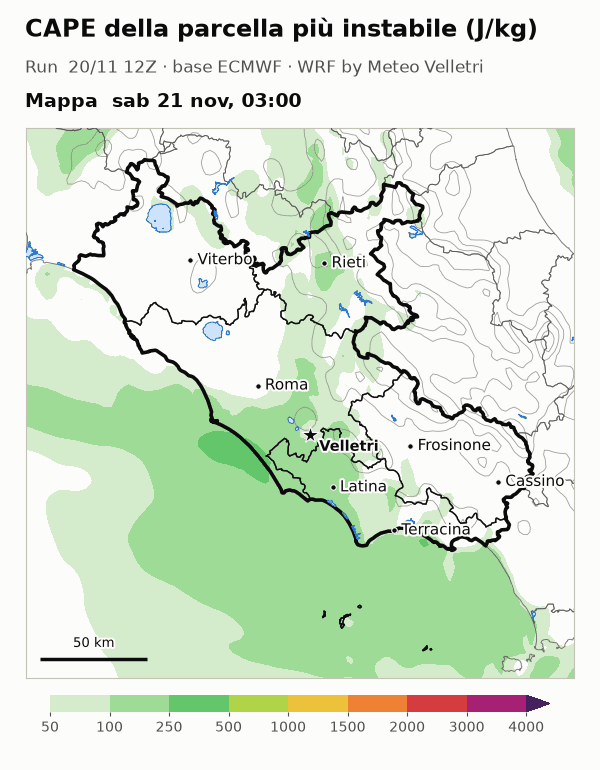 CAPE della parcella più instabile (J/kg)
Run  20/11 12Z · base ECMWF · WRF by Meteo Velletri
Mappa  sab 21 nov, 03:00
Viterbo
Rieti
Roma
Velletri
Frosinone
Latina
Cassino
Terracina
50 km
50 100 250 500 1000 1500 2000 3000 4000